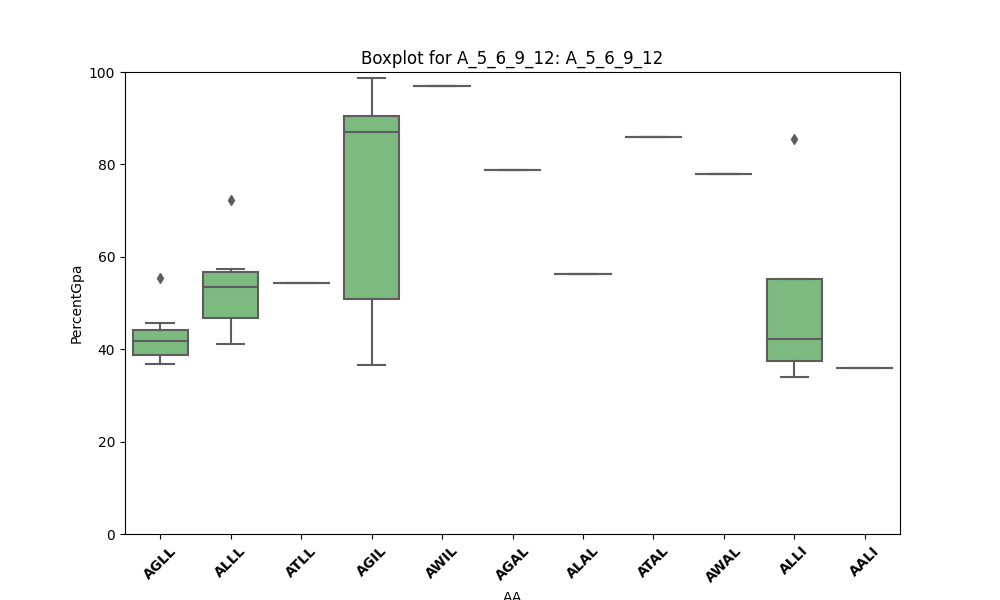 Boxplot for A_5_6_9_12: A_5_6_9_12
PercentGpa
100
80
60
40
20
0
AGLL
ALLL
ATLL
AGIL
AWIL
AGAL
ALAL
ATAL
AWAL
ALLI
AALI
AA